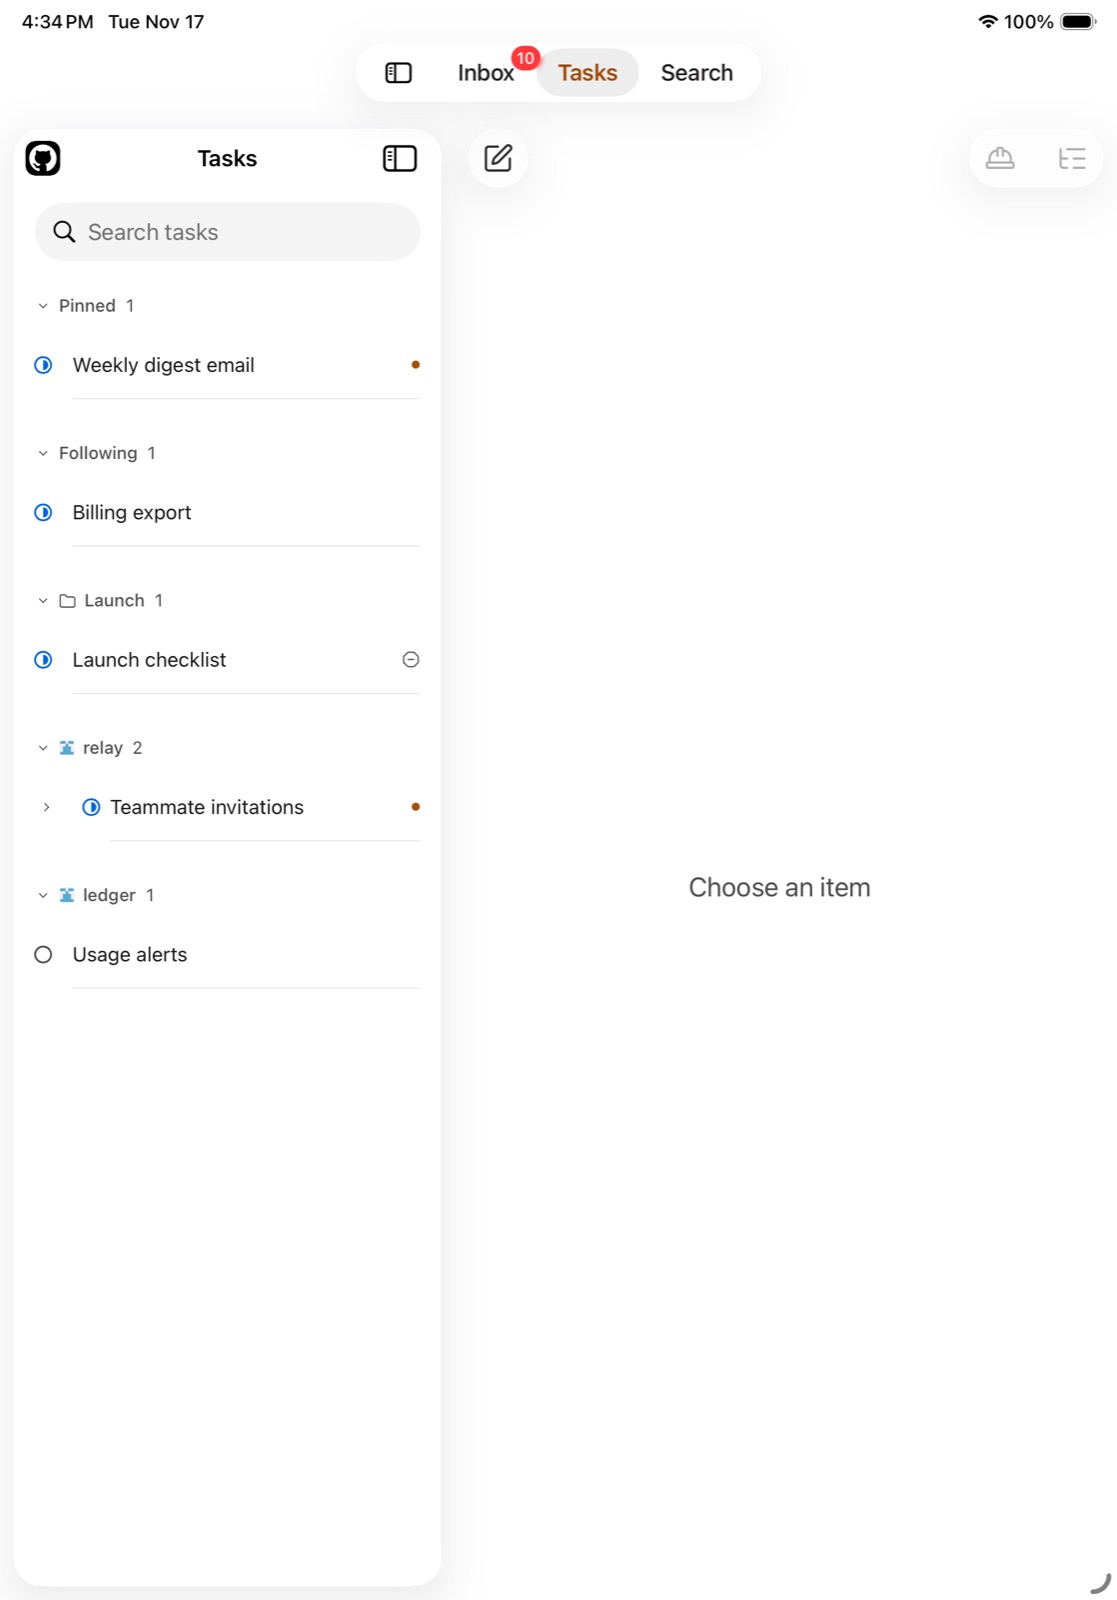 4:34 PM Tue Nov 17
100%
Inbox 10 Tasks Search
Tasks
Search tasks
Pinned 1
Weekly digest email
Following 1
Billing export
Launch 1
Launch checklist
relay 2
Teammate invitations
ledger 1
Usage alerts
Choose an item